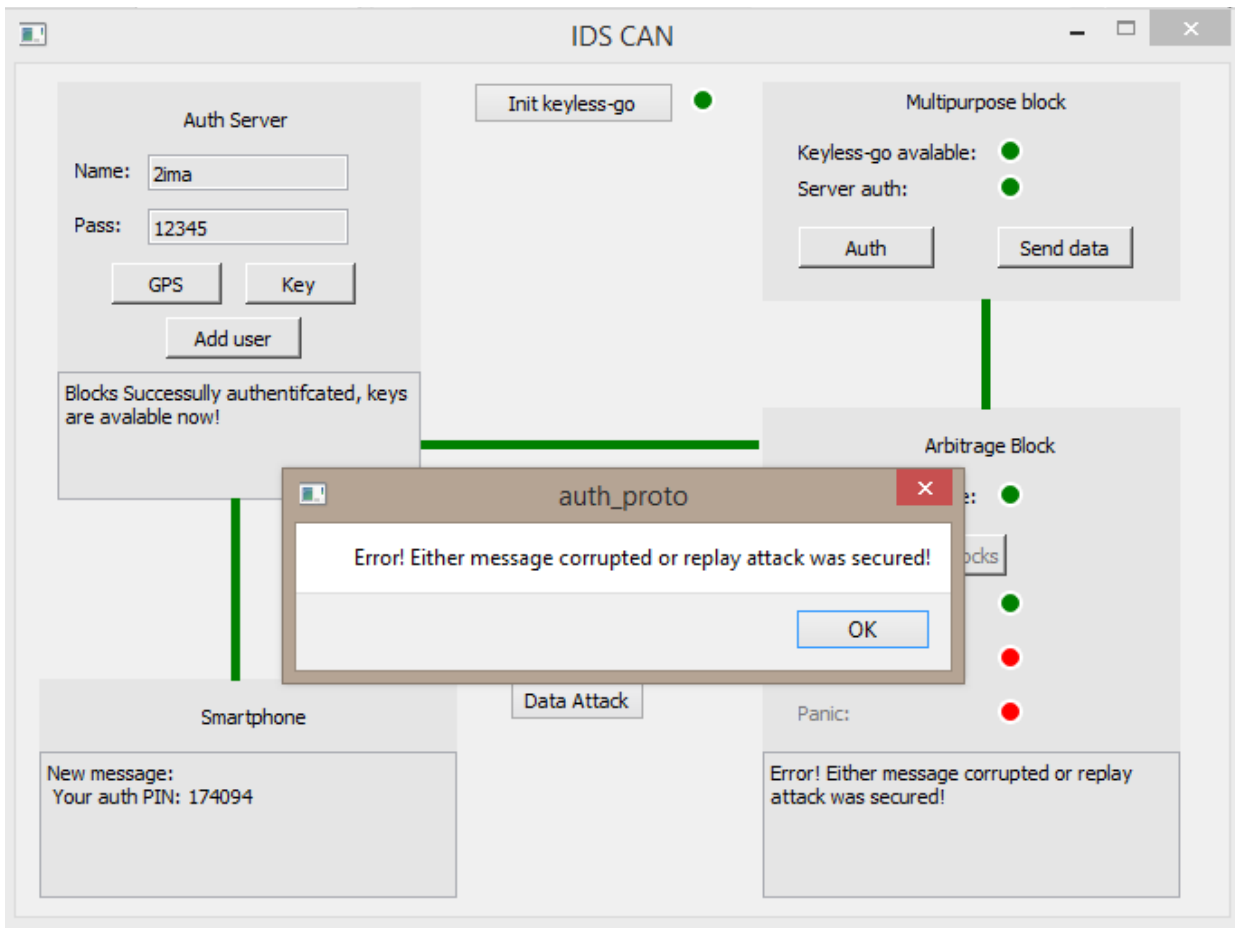 IDS CAN
Auth Server
Name: 2ima
Pass: 12345
GPS Key
Add user
Blocks Successully authentifcated, keys
are avalable now!
Init keyless-go
Multipurpose block
Keyless-go avalable:
Server auth:
Auth Send data
Arbitrage Block
auth_proto
Error! Either message corrupted or replay attack was secured!
OK
Data Attack
Panic:
Smartphone
New message:
Your auth PIN: 174094
Error! Either message corrupted or replay
attack was secured!